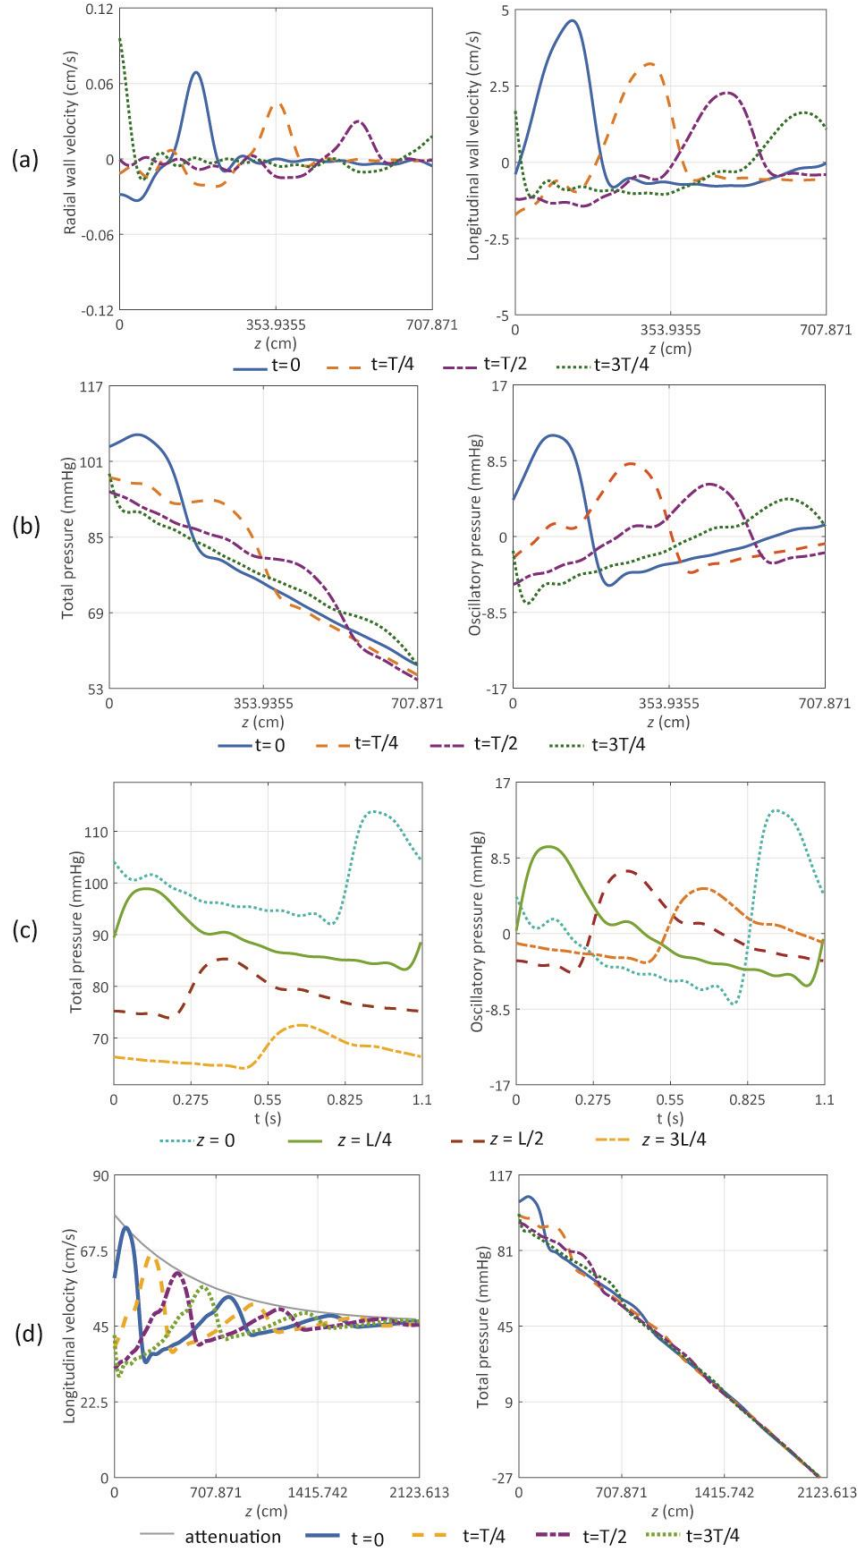 (a)
Radial wall velocity (cm/s)
0.12
0.06
0
-0.06
-0.12
0
353.9355
707.871
z (cm)
Longitudinal wall velocity (cm/s)
5
2.5
0
-2.5
-5
0
353.9355
707.871
z (cm)
t=0
t=T/4
t=T/2
t=3T/4
(b)
Total pressure (mmHg)
117
101
85
69
53
0
353.9355
707.871
z (cm)
Oscillatory pressure (mmHg)
17
8.5
0
-8.5
-17
0
353.9355
707.871
z (cm)
t= 0
t=T/4
t=T/2
t=3T/4
(c)
Total pressure (mmHg)
110
100
90
80
70
0
0.275
0.55
0.825
1.1
t (s)
Oscillatory pressure (mmHg)
17
8.5
0
-8.5
-17
0
0.275
0.55
0.825
1.1
t (s)
z = 0
z = L/4
z = L/2
z = 3L/4
(d)
Longitudinal velocity (cm/s)
90
67.5
45
22.5
0
0
707.871
1415.742
2123.613
z (cm)
Total pressure (mmHg)
117
81
45
9
-27
0
707.871
1415.742
2123.613
z (cm)
attenuation
t =0
t=T/4
t=T/2
t=3T/4